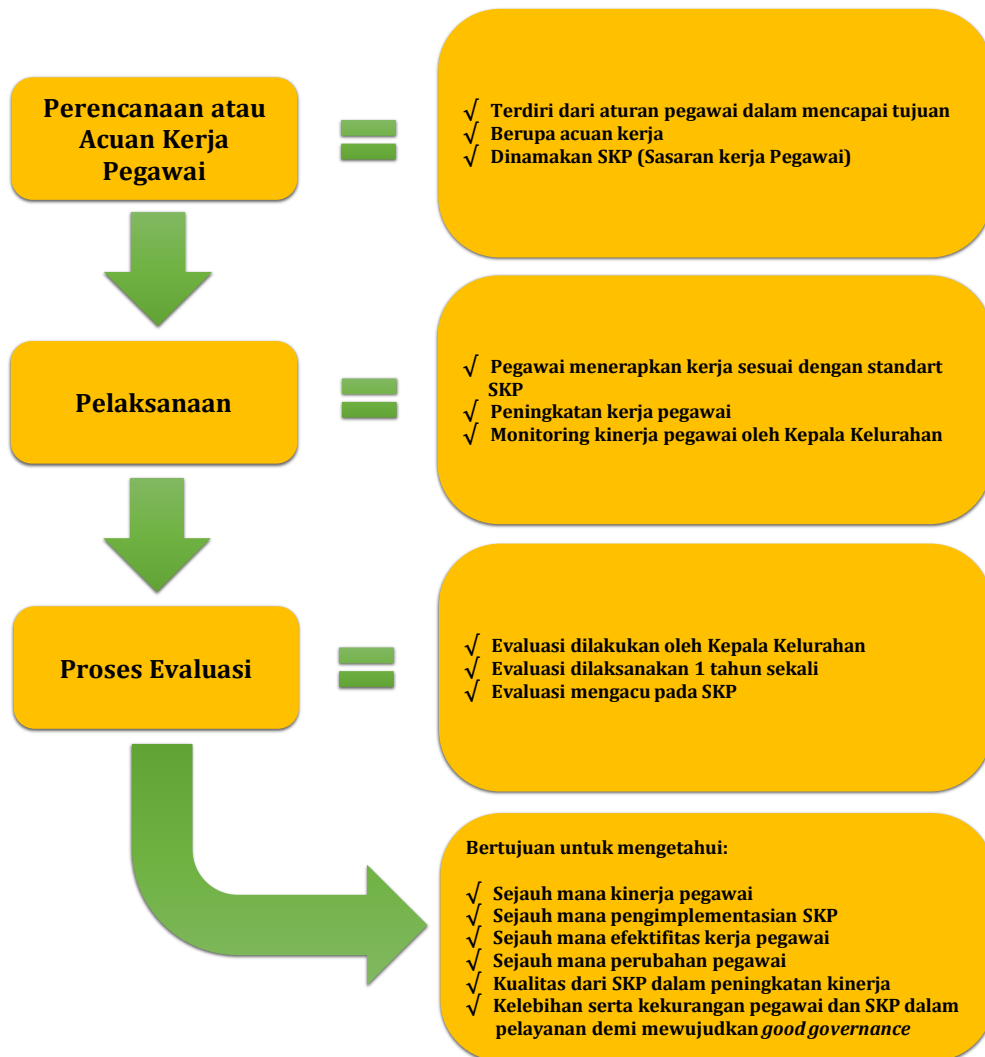 Perencanaan atau
Acuan Kerja
Pegawai
√ Terdiri dari aturan pegawai dalam mencapai tujuan
√ Berupa acuan kerja
√ Dinamakan SKP (Sasaran kerja Pegawai)
Pelaksanaan
√ Pegawai menerapkan kerja sesuai dengan standart
SKP
√ Peningkatan kerja pegawai
√ Monitoring kinerja pegawai oleh Kepala Kelurahan
Proses Evaluasi
√ Evaluasi dilakukan oleh Kepala Kelurahan
√ Evaluasi dilaksanakan 1 tahun sekali
√ Evaluasi mengacu pada SKP
Bertujuan untuk mengetahui:
√ Sejauh mana kinerja pegawai
√ Sejauh mana pengimplementasian SKP
√ Sejauh mana efektifitas kerja pegawai
√ Sejauh mana perubahan pegawai
√ Kualitas dari SKP dalam peningkatan kinerja
√ Kelebihan serta kekurangan pegawai dan SKP dalam
pelayanan demi mewujudkan good governance